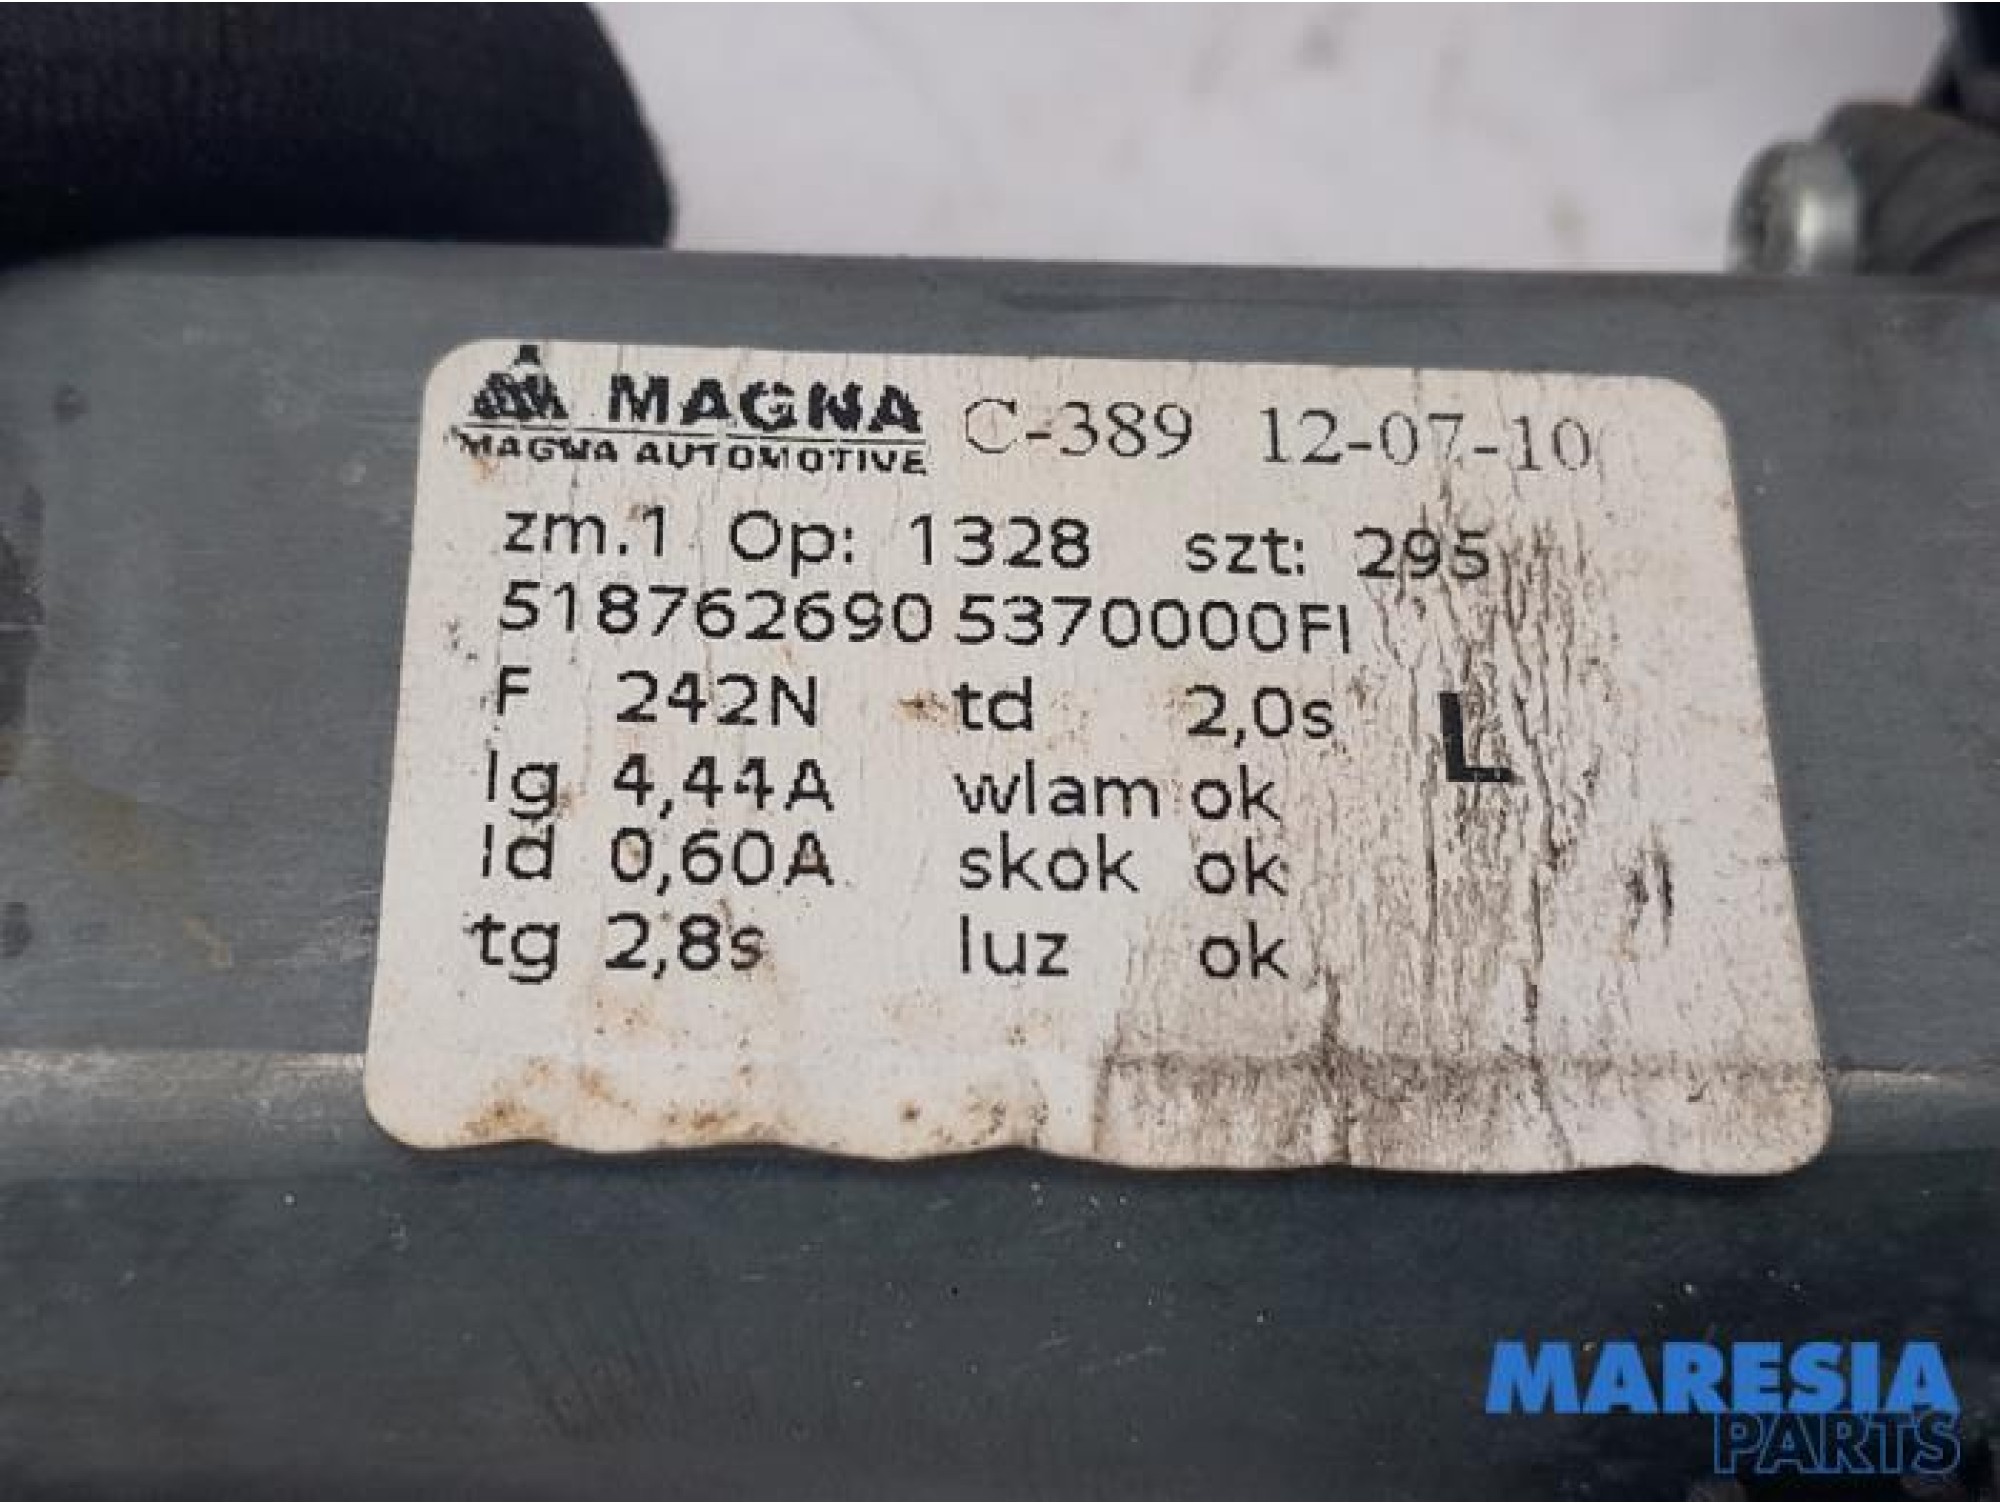 MAGNA C-389 12-07-10
MAGNA AUTOMOTIVE
zm.1 Op: 1328 szt: 295
518762690 5370000FI
F 242N td 2,0s L
Ig 4,44A wlam ok
Id 0,60A skok ok
tg 2,8s luz ok
MARESIA
PARTS